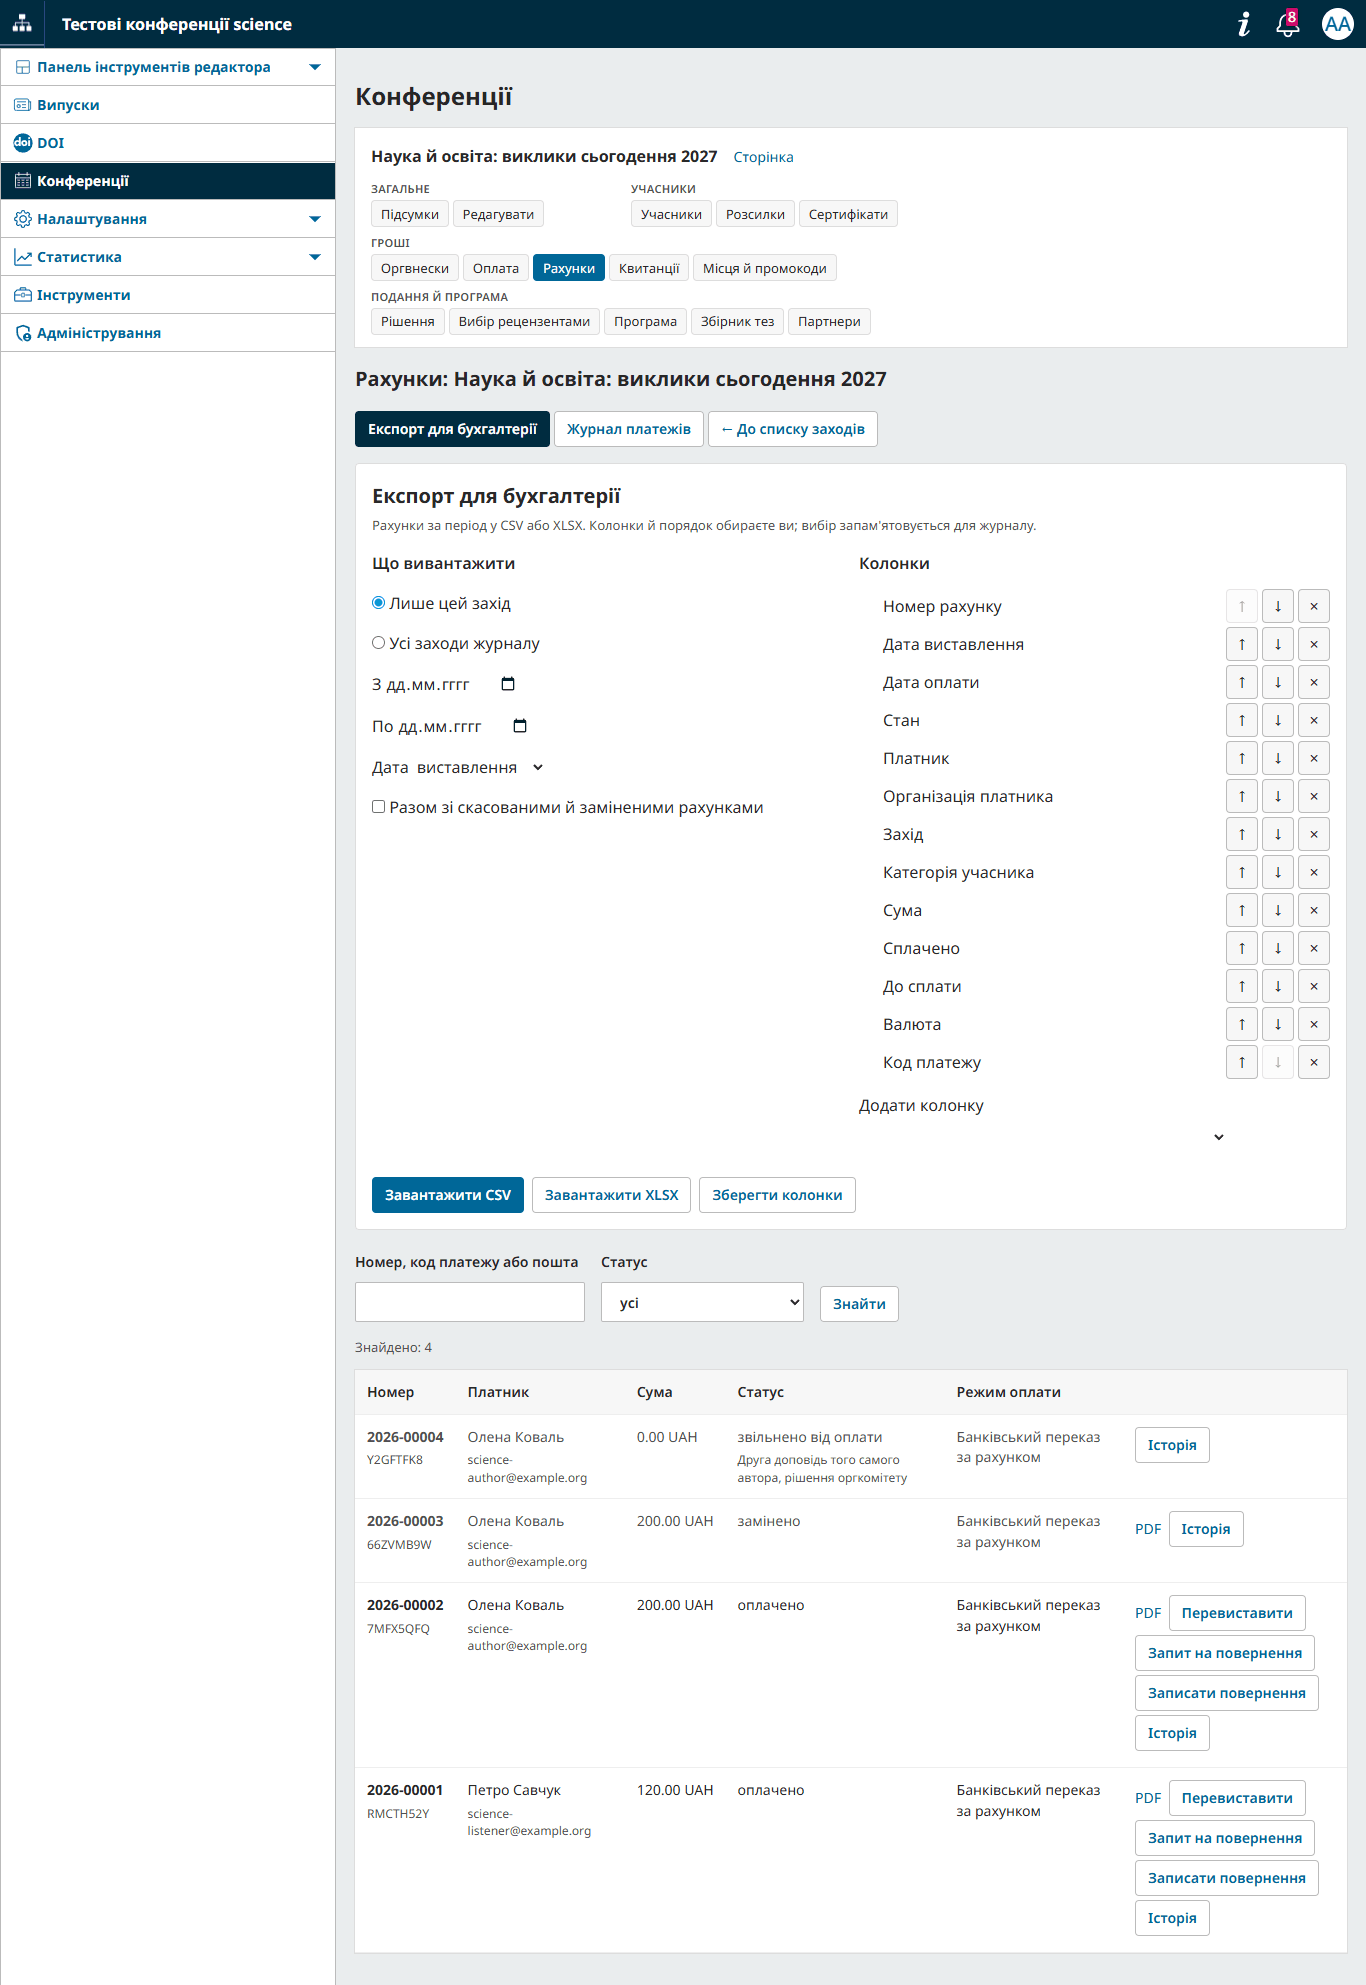 Тестові конференції science
8
AA
Панель інструментів редактора
Випуски
doi DOI
Конференції
Налаштування
Статистика
Інструменти
Адміністрування
Конференції
Наука й освіта: виклики сьогодення 2027 Сторінка
ЗАГАЛЬНЕ
Підсумки Редагувати
УЧАСНИКИ
Учасники Розсилки Сертифікати
ГРОШІ
Оргвнески Оплата Рахунки Квитанції Місця й промокоди
ПОДАННЯ Й ПРОГРАМА
Рішення Вибір рецензентами Програма Збірник тез Партнери
Рахунки: Наука й освіта: виклики сьогодення 2027
Експорт для бухгалтерії Журнал платежів ← До списку заходів
Експорт для бухгалтерії
Рахунки за період у CSV або XLSX. Колонки й порядок обираєте ви; вибір запам'ятовується для журналу.
Що вивантажити
Лише цей захід
Усі заходи журналу
З дд.мм.гггг
По дд.мм.гггг
Дата виставлення
Разом зі скасованими й заміненими рахунками
Колонки
Номер рахунку ↑ ↓ ×
Дата виставлення ↑ ↓ ×
Дата оплати ↑ ↓ ×
Стан ↑ ↓ ×
Платник ↑ ↓ ×
Організація платника ↑ ↓ ×
Захід ↑ ↓ ×
Категорія учасника ↑ ↓ ×
Сума ↑ ↓ ×
Сплачено ↑ ↓ ×
До сплати ↑ ↓ ×
Валюта ↑ ↓ ×
Код платежу ↑ ↓ ×
Додати колонку
Завантажити CSV Завантажити XLSX Зберегти колонки
Номер, код платежу або пошта Статус
усі Знайти
Знайдено: 4
Номер Платник Сума Статус Режим оплати
2026-00004 Олена Коваль 0.00 UAH звільнено від оплати Банківський переказ Історія
Y2GFTFK8 science- Друга доповідь того самого за рахунком
author@example.org автора, рішення оргкомітету
2026-00003 Олена Коваль 200.00 UAH замінено Банківський переказ PDF Історія
66ZVMB9W science- за рахунком
author@example.org
2026-00002 Олена Коваль 200.00 UAH оплачено Банківський переказ PDF Перевиставити
7MFX5QFQ science- за рахунком
author@example.org Запит на повернення
Записати повернення
Історія
2026-00001 Петро Савчук 120.00 UAH оплачено Банківський переказ PDF Перевиставити
RMCTH52Y science- за рахунком
listener@example.org Запит на повернення
Записати повернення
Історія